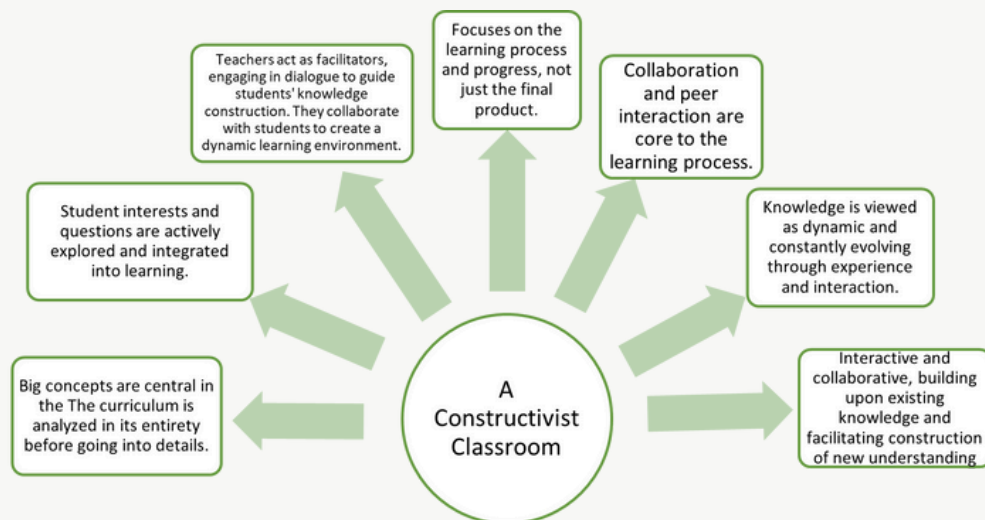 Focuses on the
learning process
and progress, not
just the final
product.
Teachers act as facilitators,
engaging in dialogue to guide
students' knowledge
construction. They collaborate
with students to create a
dynamic learning environment.
Collaboration
and peer
interaction are
core to the
learning process.
Student interests and
questions are actively
explored and integrated
into learning.
Knowledge is viewed
as dynamic and
constantly evolving
through experience
and interaction.
Big concepts are central in
the The curriculum is
analyzed in its entirety
before going into details.
A
Constructivist
Classroom
Interactive and
collaborative, building
upon existing
knowledge and
facilitating construction
of new understanding